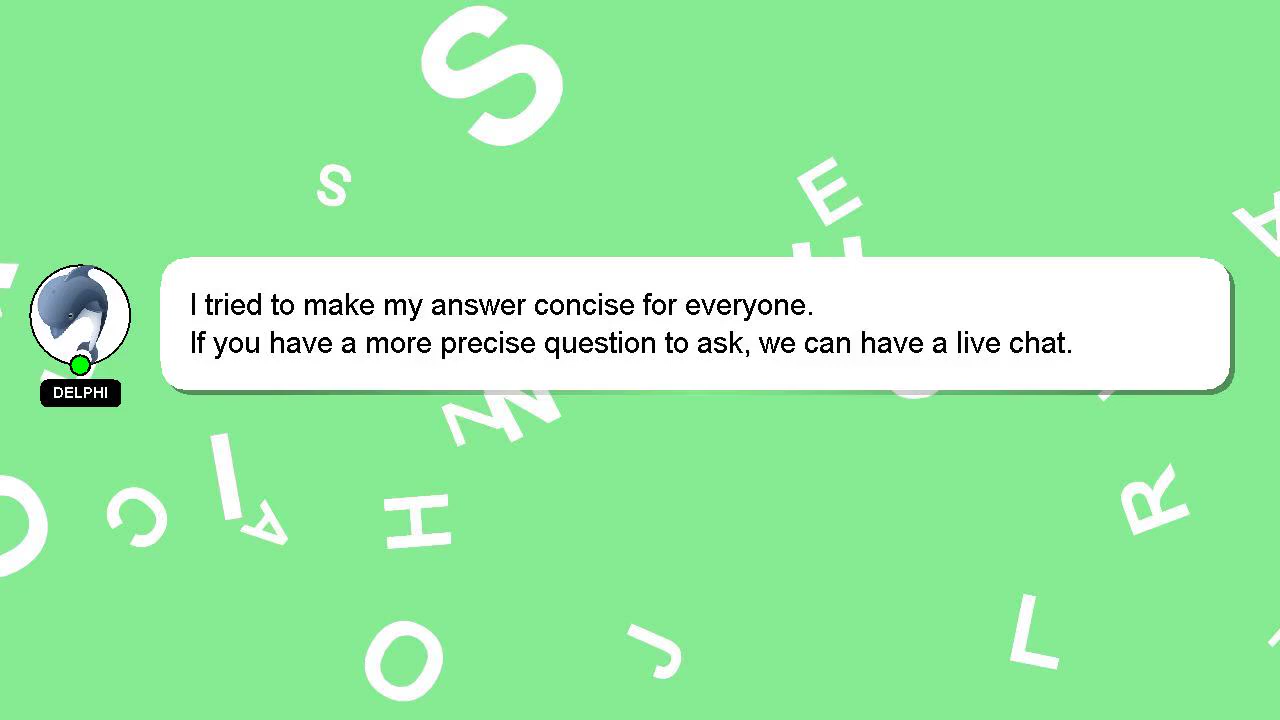 I tried to make my answer concise for everyone.
If you have a more precise question to ask, we can have a live chat.
DELPHI
S
S
E
A
N
W
I
C
A
H
R
O
J
L